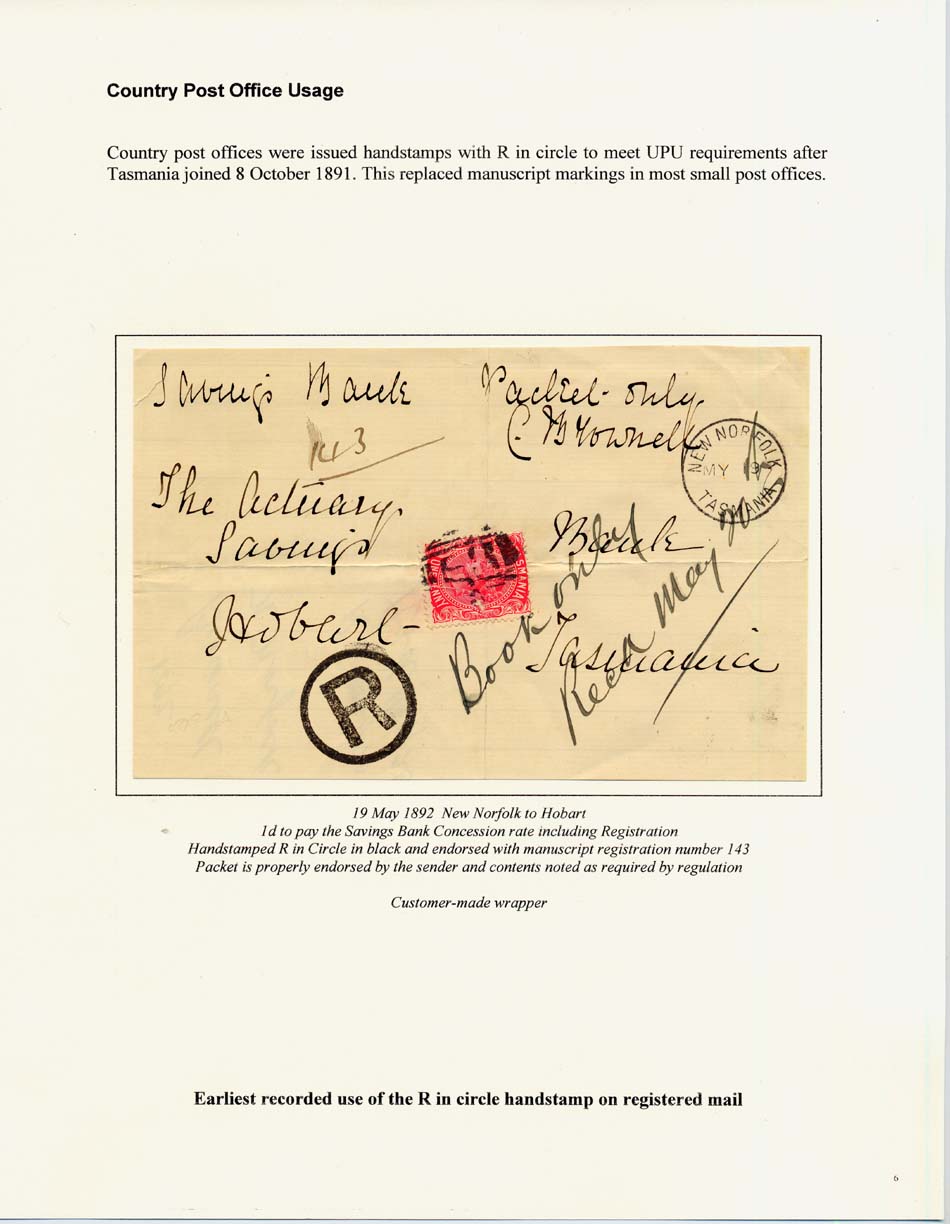 Country Post Office Usage
Country post offices were issued handstamps with R in circle to meet UPU requirements after
Tasmania joined 8 October 1891. This replaced manuscript markings in most small post offices.
Savings Bank
Packet only
C. Brownell
The Actuary
Savings Bank
Hobart
Tasmania
Book only
Recd May
NEW NORFOLK
MY 19
TASMANIA
R
19 May 1892 New Norfolk to Hobart
1d to pay the Savings Bank Concession rate including Registration
Handstamped R in Circle in black and endorsed with manuscript registration number 143
Packet is properly endorsed by the sender and contents noted as required by regulation
Customer-made wrapper
Earliest recorded use of the R in circle handstamp on registered mail
6